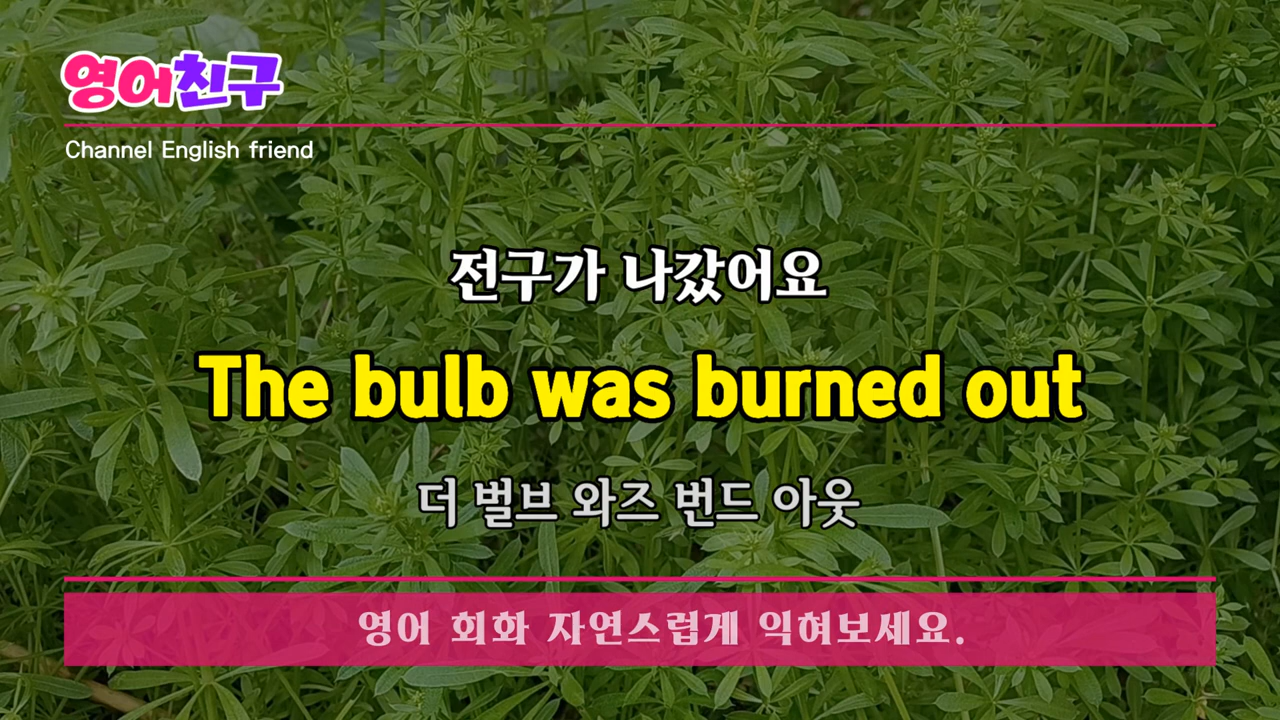 영어친구
Channel English friend
전구가 나갔어요
The bulb was burned out
더 벌브 와즈 번드 아웃
영어 회화 자연스럽게 익혀보세요.